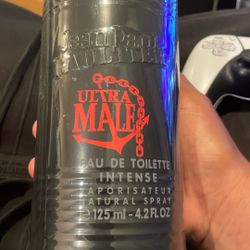 Jean Paul
GAULTIER
ULTRA
MALE
EAU DE TOILETTE
INTENSE
VAPORISATEUR
NATURAL SPRAY
℮ 125 ml - 4.2 FL OZ